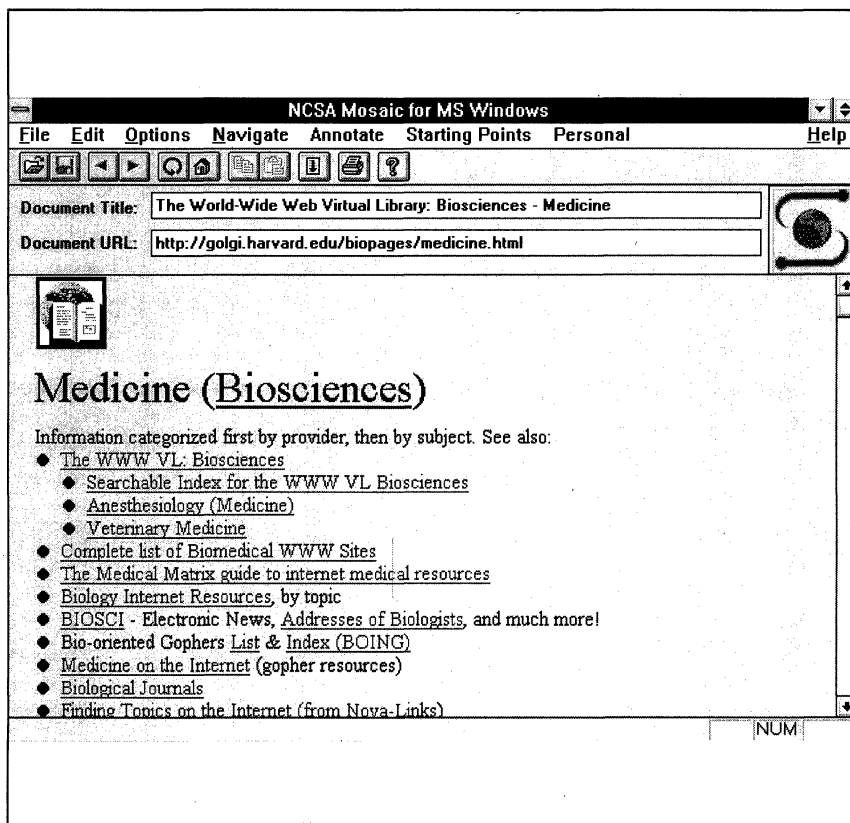 NCSA Mosaic for MS Windows
File Edit Options Navigate Annotate Starting Points Personal Help
?
Document Title: The World-Wide Web Virtual Library: Biosciences - Medicine
Document URL: http://golgi.harvard.edu/biopages/medicine.html
Medicine (Biosciences)
Information categorized first by provider, then by subject. See also:
The WWW VL: Biosciences
Searchable Index for the WWW VL Biosciences
Anesthesiology (Medicine)
Veterinary Medicine
Complete list of Biomedical WWW Sites
The Medical Matrix guide to internet medical resources
Biology Internet Resources, by topic
BIOSCI - Electronic News, Addresses of Biologists, and much more!
Bio-oriented Gophers List & Index (BOING)
Medicine on the Internet (gopher resources)
Biological Journals
Finding Topics on the Internet (from Nova-Links)
NUM